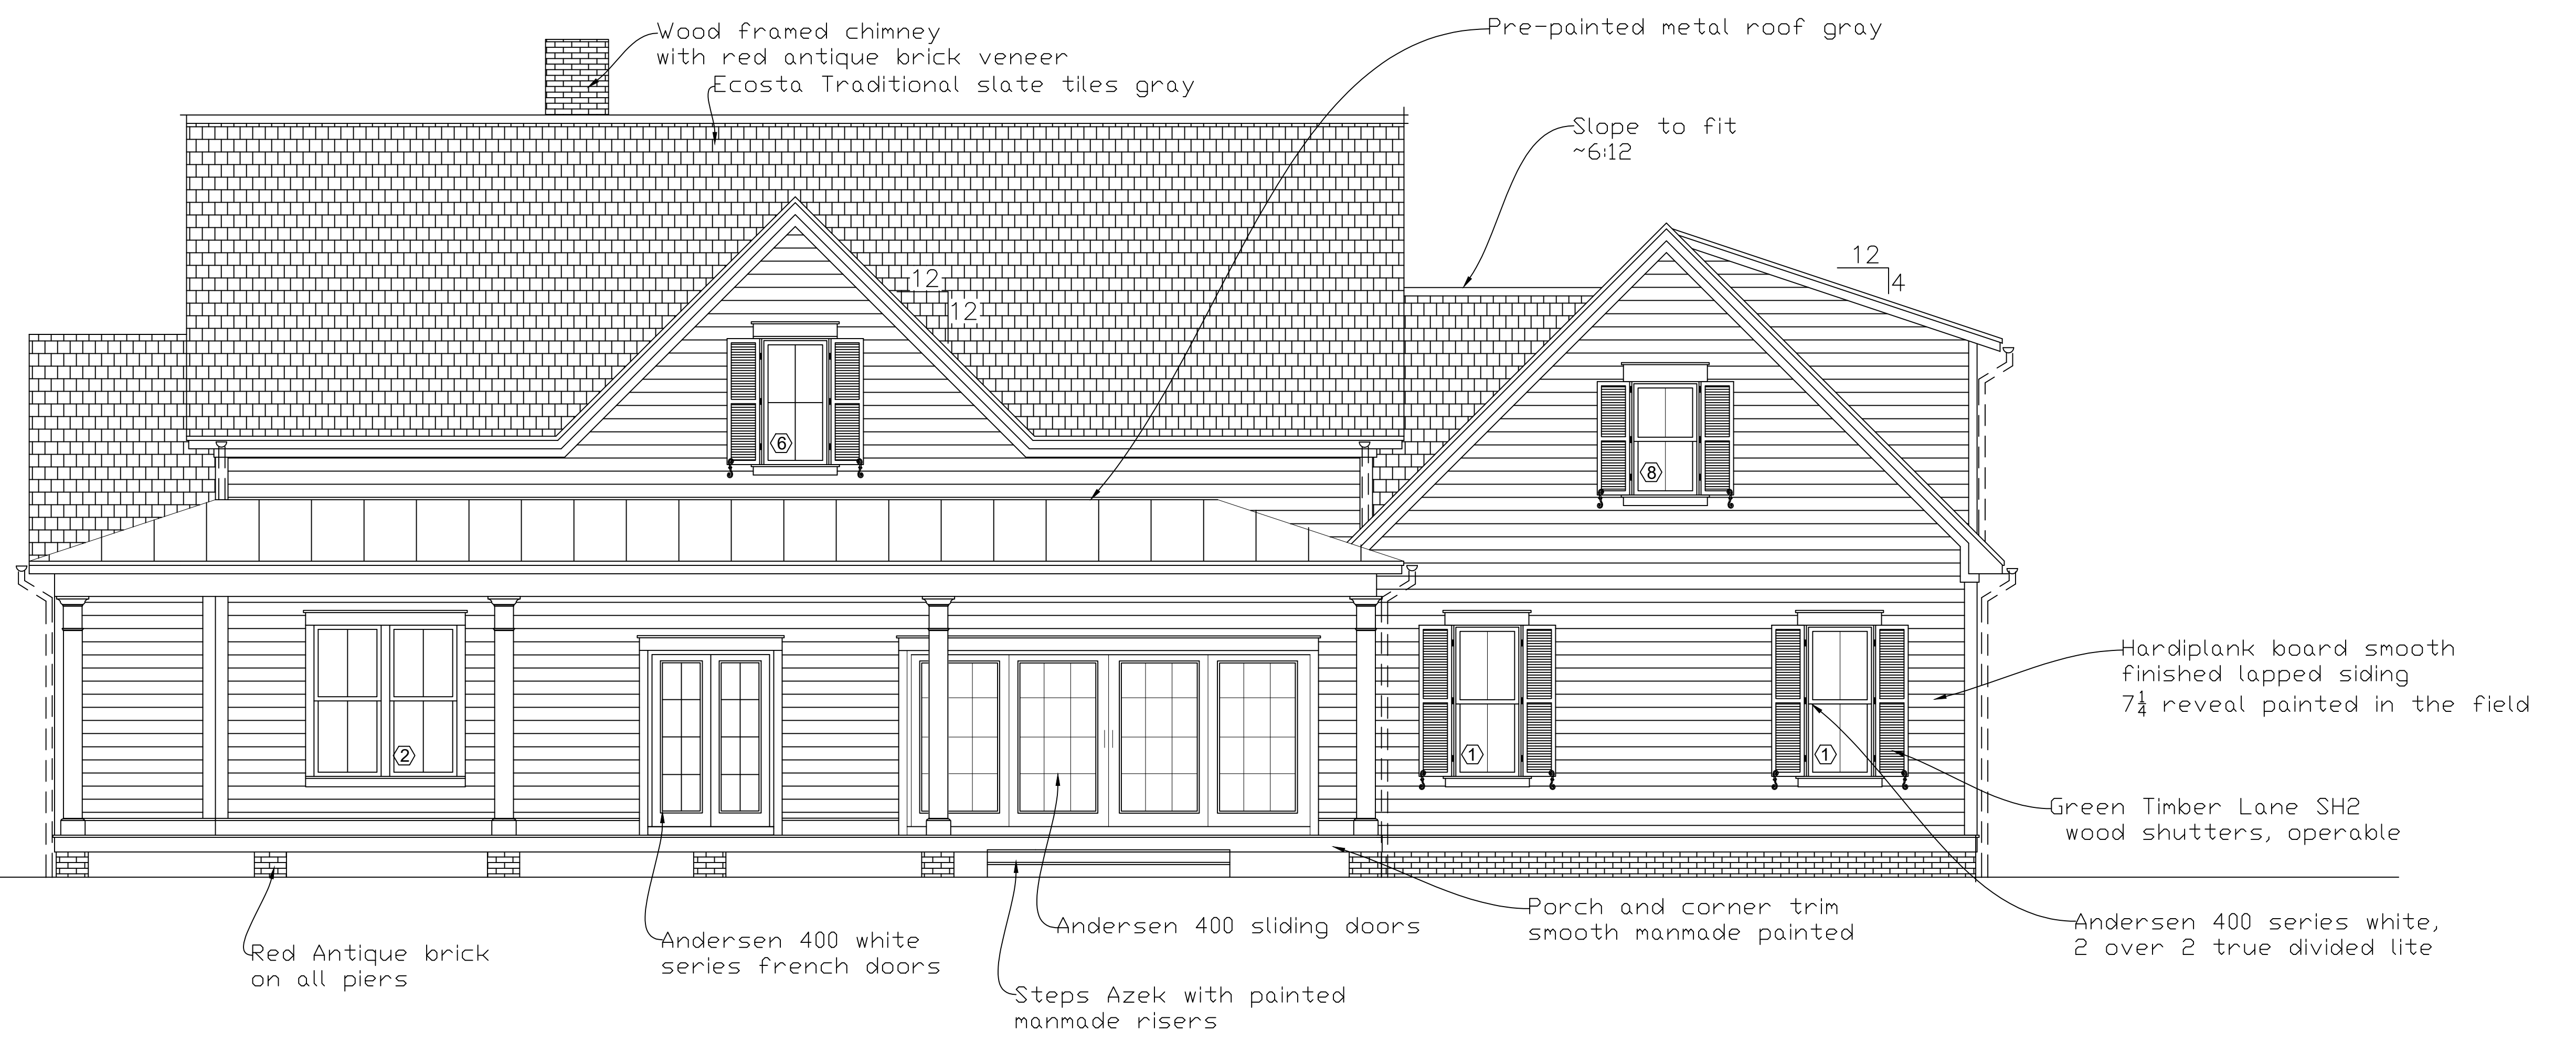 Wood framed chimney
with red antique brick veneer
Ecosta Traditional slate tiles gray
Pre-painted metal roof gray
Slope to fit
~6:12
12
4
12
12
6
8
2
1
1
Hardiplank board smooth
finished lapped siding
7¼ reveal painted in the field
Green Timber Lane SH2
wood shutters, operable
Andersen 400 series white,
2 over 2 true divided lite
Porch and corner trim
smooth manmade painted
Andersen 400 sliding doors
Steps Azek with painted
manmade risers
Andersen 400 white
series french doors
Red Antique brick
on all piers